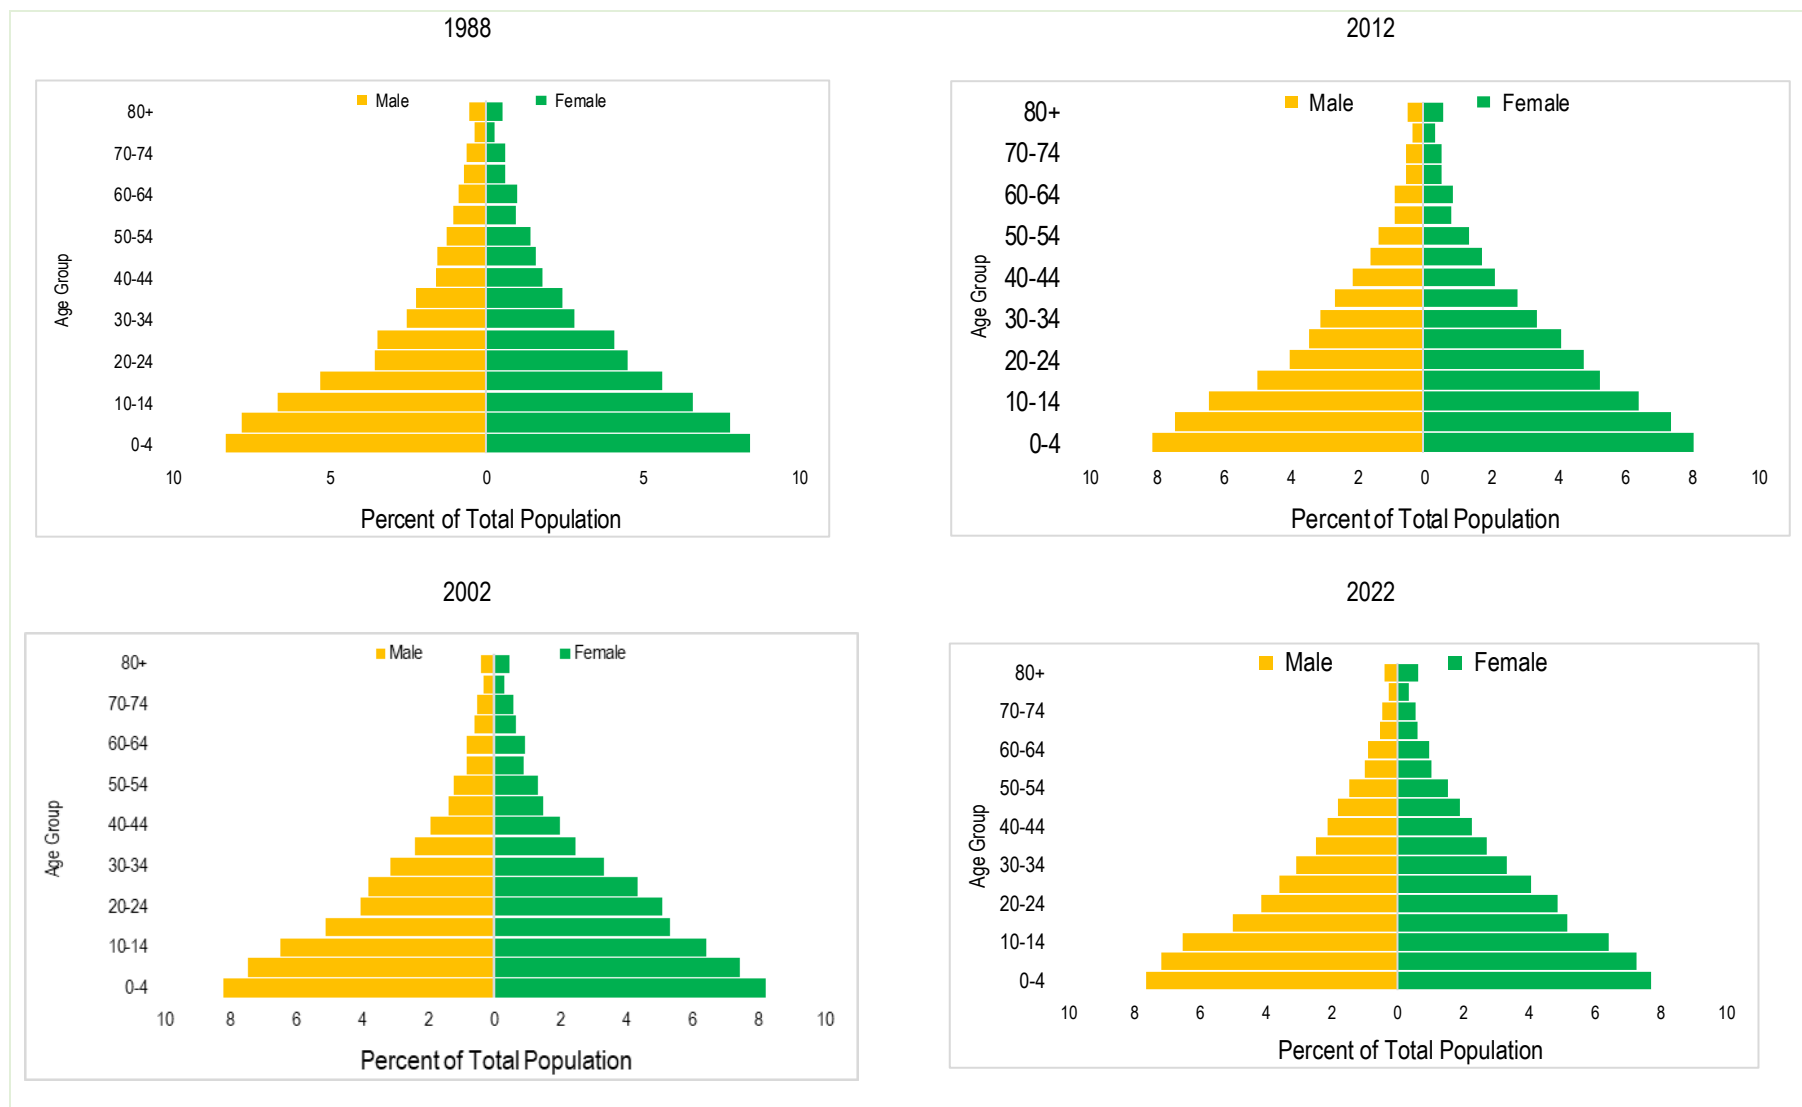 1988
Male Female
80+
70-74
60-64
50-54
40-44
30-34
20-24
10-14
0-4
Age Group
10 5 0 5 10
Percent of Total Population
2012
Male Female
80+
70-74
60-64
50-54
40-44
30-34
20-24
10-14
0-4
Age Group
10 8 6 4 2 0 2 4 6 8 10
Percent of Total Population
2002
Male Female
80+
70-74
60-64
50-54
40-44
30-34
20-24
10-14
0-4
Age Group
10 8 6 4 2 0 2 4 6 8 10
Percent of Total Population
2022
Male Female
80+
70-74
60-64
50-54
40-44
30-34
20-24
10-14
0-4
Age Group
10 8 6 4 2 0 2 4 6 8 10
Percent of Total Population